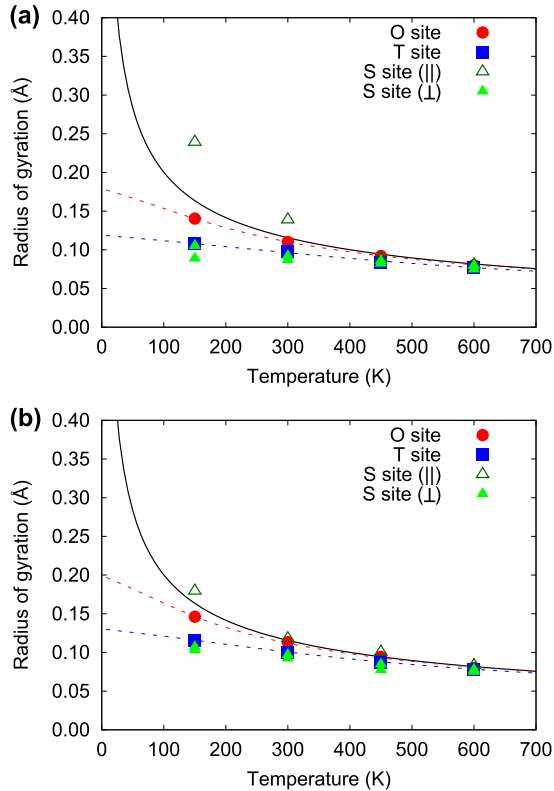 (a)
0.40
0.35
0.30
0.25
0.20
0.15
0.10
0.05
0.00
Radius of gyration (Å)
O site
T site
S site (||)
S site (⊥)
0 100 200 300 400 500 600 700
Temperature (K)
(b)
0.40
0.35
0.30
0.25
0.20
0.15
0.10
0.05
0.00
Radius of gyration (Å)
O site
T site
S site (||)
S site (⊥)
0 100 200 300 400 500 600 700
Temperature (K)